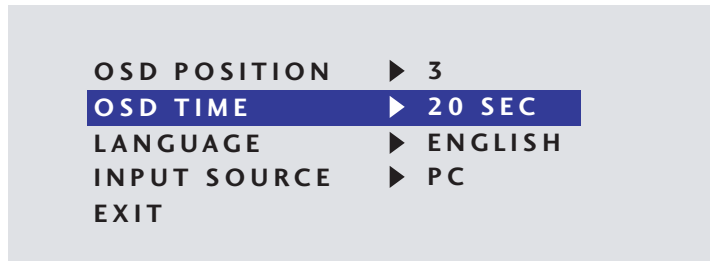 OSD POSITION ▶ 3
OSD TIME ▶ 20 SEC
LANGUAGE ▶ ENGLISH
INPUT SOURCE ▶ PC
EXIT